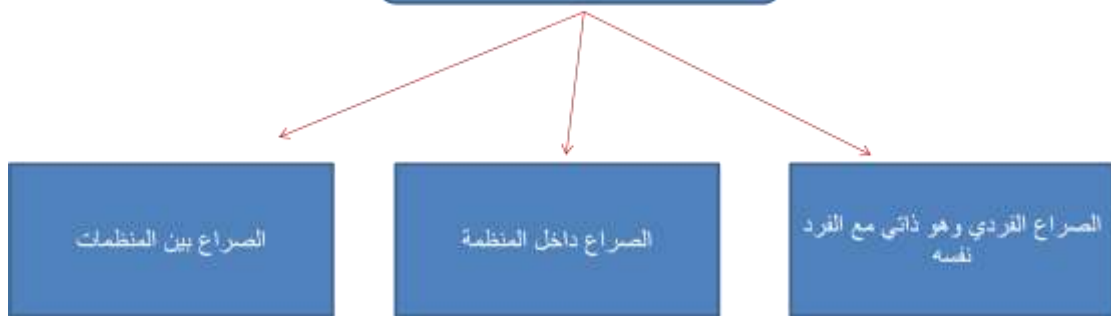 الصراع الفردي وهو ذاتي مع الفرد
نفسه
الصراع داخل المنظمة
الصراع بين المنظمات